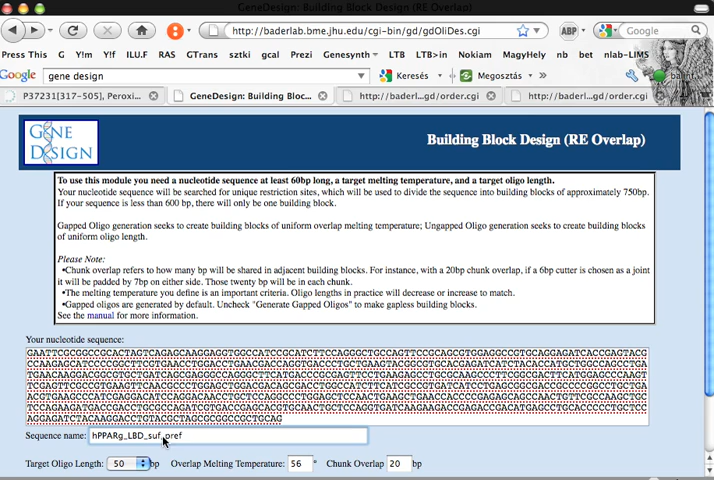 GeneDesign: Building Block Design (RE Overlap)
http://baderlab.bme.jhu.edu/cgi-bin/gd/gdOliDes.cgi
ABP
Google
Press This G Y!m Y!f ILU.F RAS GTrans sztki gcal Prezi Genesynth LTB LTB>in Nokiam MagyHely nb bet nlab-LIMS
Google gene design Keresés Megosztás
P37231[317-505], Peroxi... GeneDesign: Building Bloc... http://baderl...gd/order.cgi http://baderl...gd/order.cgi
GENE DESIGN
Building Block Design (RE Overlap)
To use this module you need a nucleotide sequence at least 60bp long, a target melting temperature, and a target oligo length.
Your nucleotide sequence will be searched for unique restriction sites, which will be used to divide the sequence into building blocks of approximately 750bp.
If your sequence is less than 600 bp, there will only be one building block.
Gapped Oligo generation seeks to create building blocks of uniform overlap melting temperature; Ungapped Oligo generation seeks to create building blocks
of uniform oligo length.
Please Note:
•Chunk overlap refers to how many bp will be shared in adjacent building blocks. For instance, with a 20bp chunk overlap, if a 6bp cutter is chosen as a joint
it will be padded by 7bp on either side. Those twenty bp will be in each chunk.
•The melting temperature you define is an important criteria. Oligo lengths in practice will decrease or increase to match.
•Gapped oligos are generated by default. Uncheck "Generate Gapped Oligos" to make gapless building blocks.
See the manual for more information.
Your nucleotide sequence:
Sequence name: hPPARg_LBD_suf_pref
Target Oligo Length: 50 bp Overlap Melting Temperature: 56 ° Chunk Overlap 20 bp